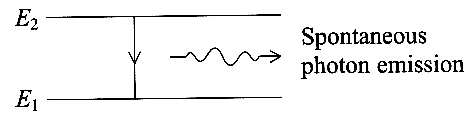 E₂
Spontaneous
photon emission
E₁